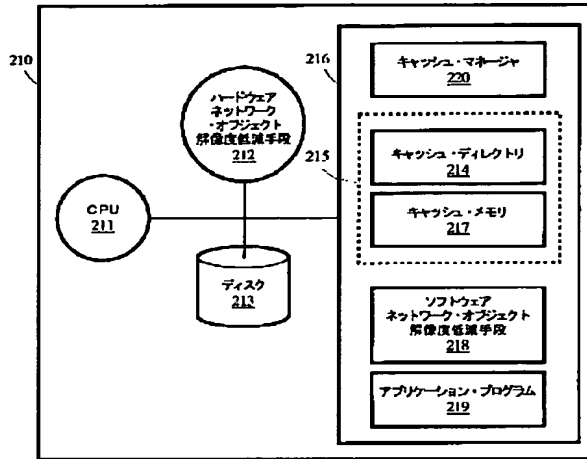 210
ハードウェア
ネットワーク
・オブジェクト
解像度低減手段
212
CPU
211
ディスク
213
216
キャッシュ・マネージャ
220
215
キャッシュ・ディレクトリ
214
キャッシュ・メモリ
217
ソフトウェア
ネットワーク・オブジェクト
解像度低減手段
218
アプリケーション・プログラム
219